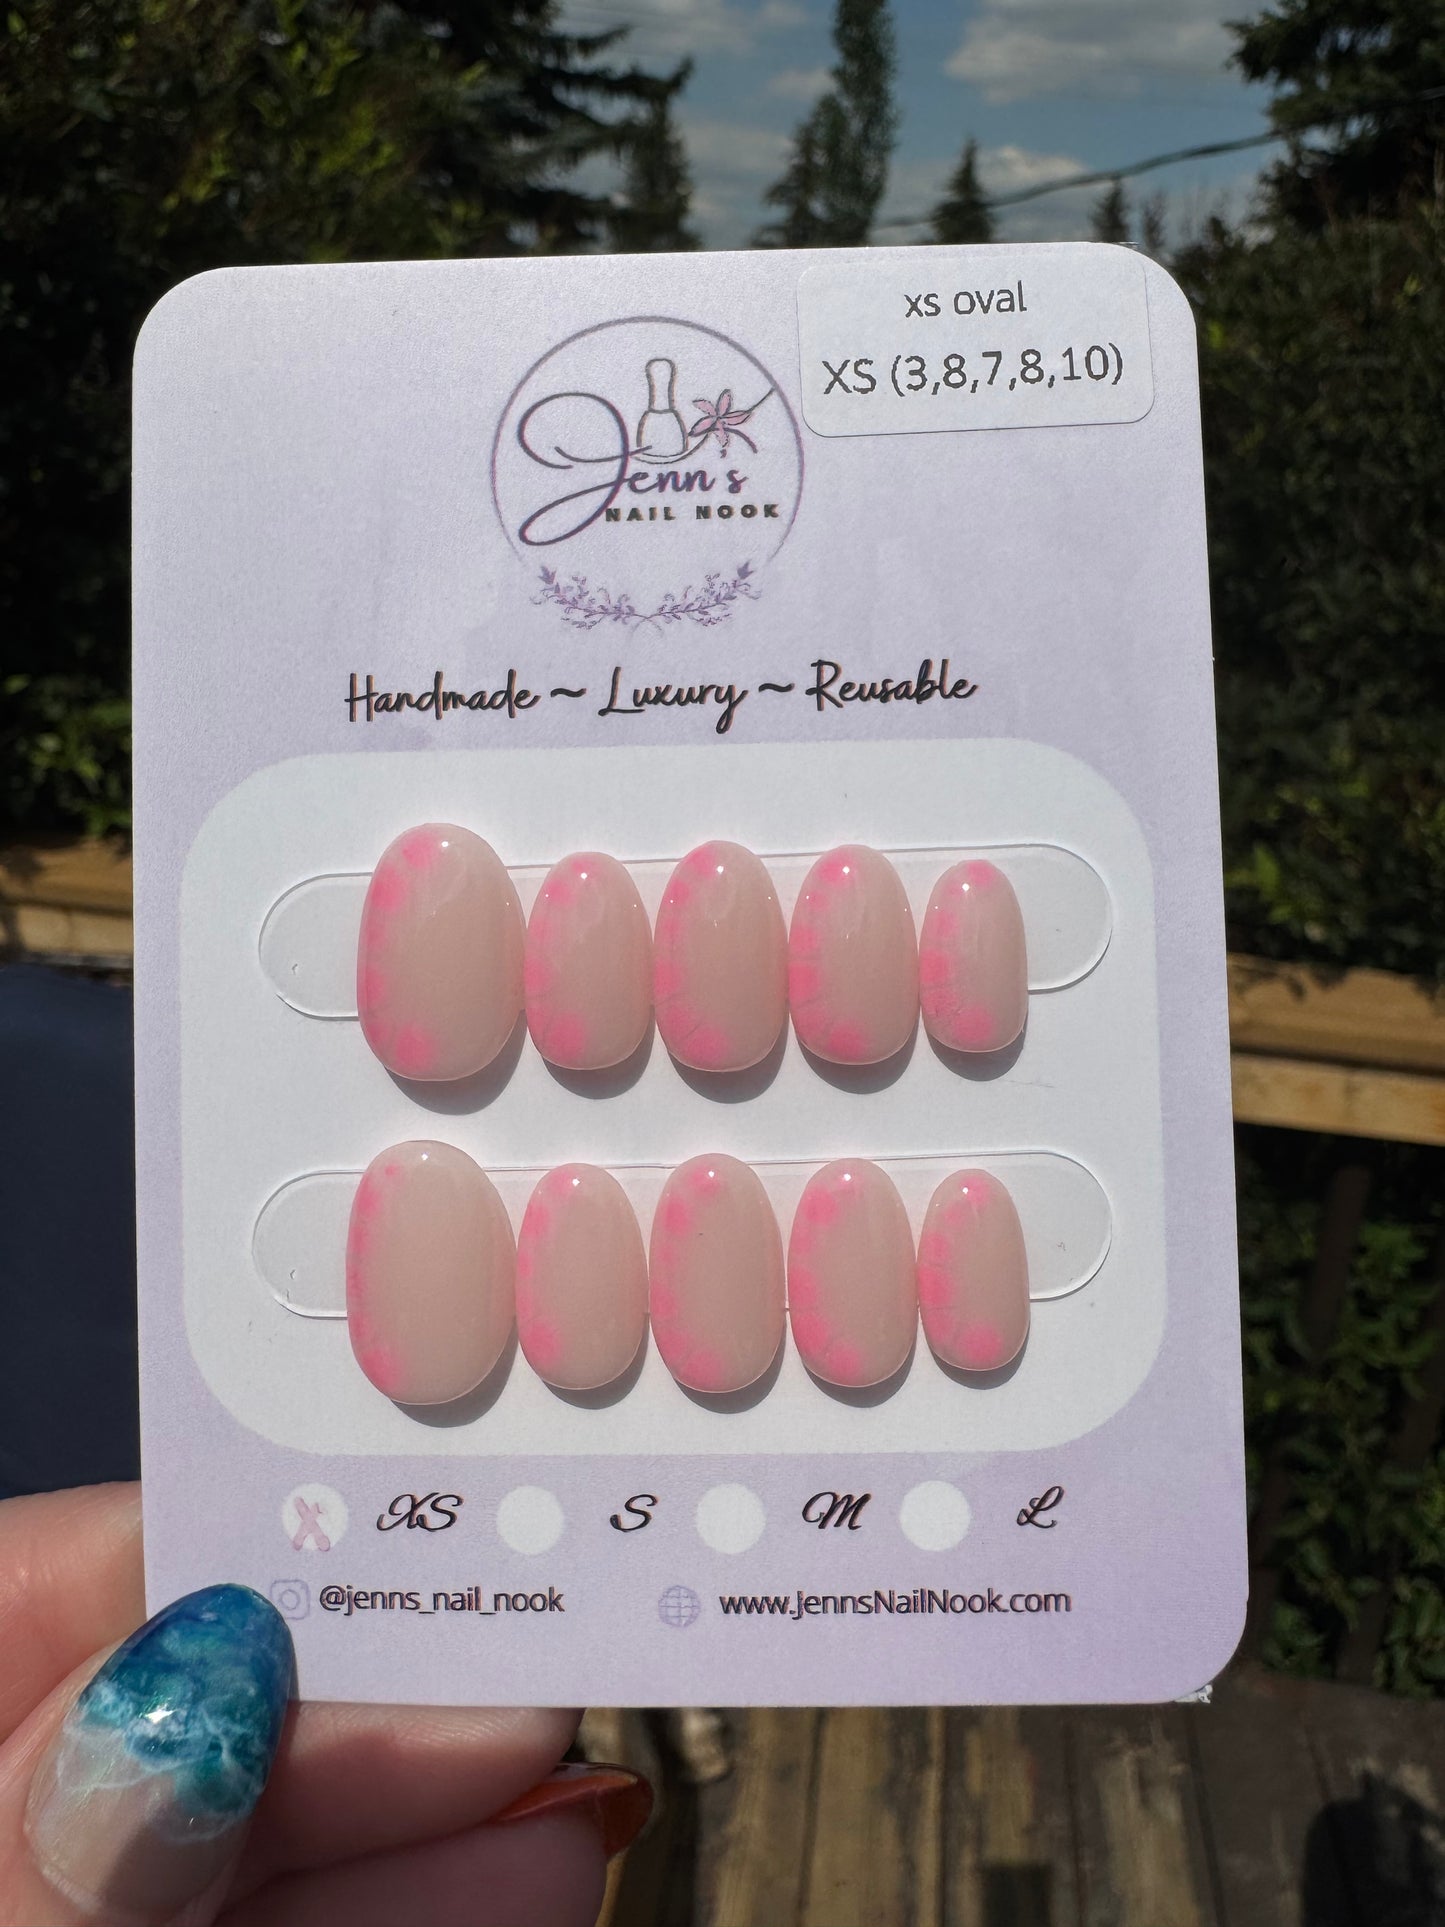 xs oval
XS (3,8,7,8,10)
Jenn's
NAIL NOOK
Handmade ~ Luxury ~ Reusable
X XS S M L
@jenns_nail_nook www.JennsNailNook.com